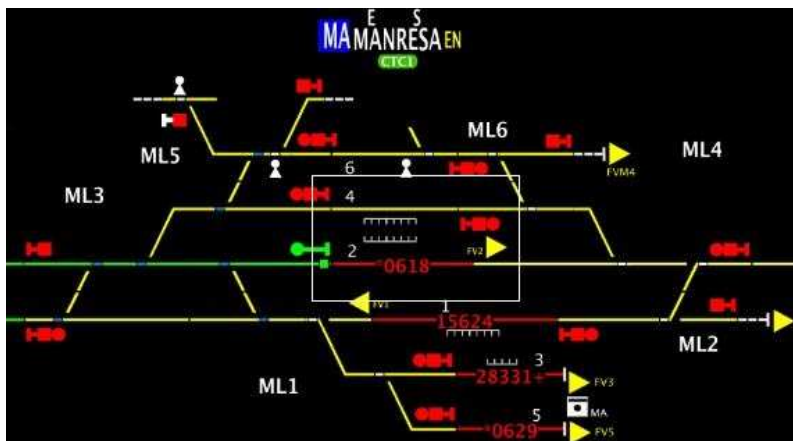 E S
MA MANRESA EN
CTC1
ML6
ML5
ML4
FVM4
6
ML3
4
2
FV2
°0618
FV1
1
15624
ML2
3
ML1
28331+
FV3
5
MA
°0629
FV5